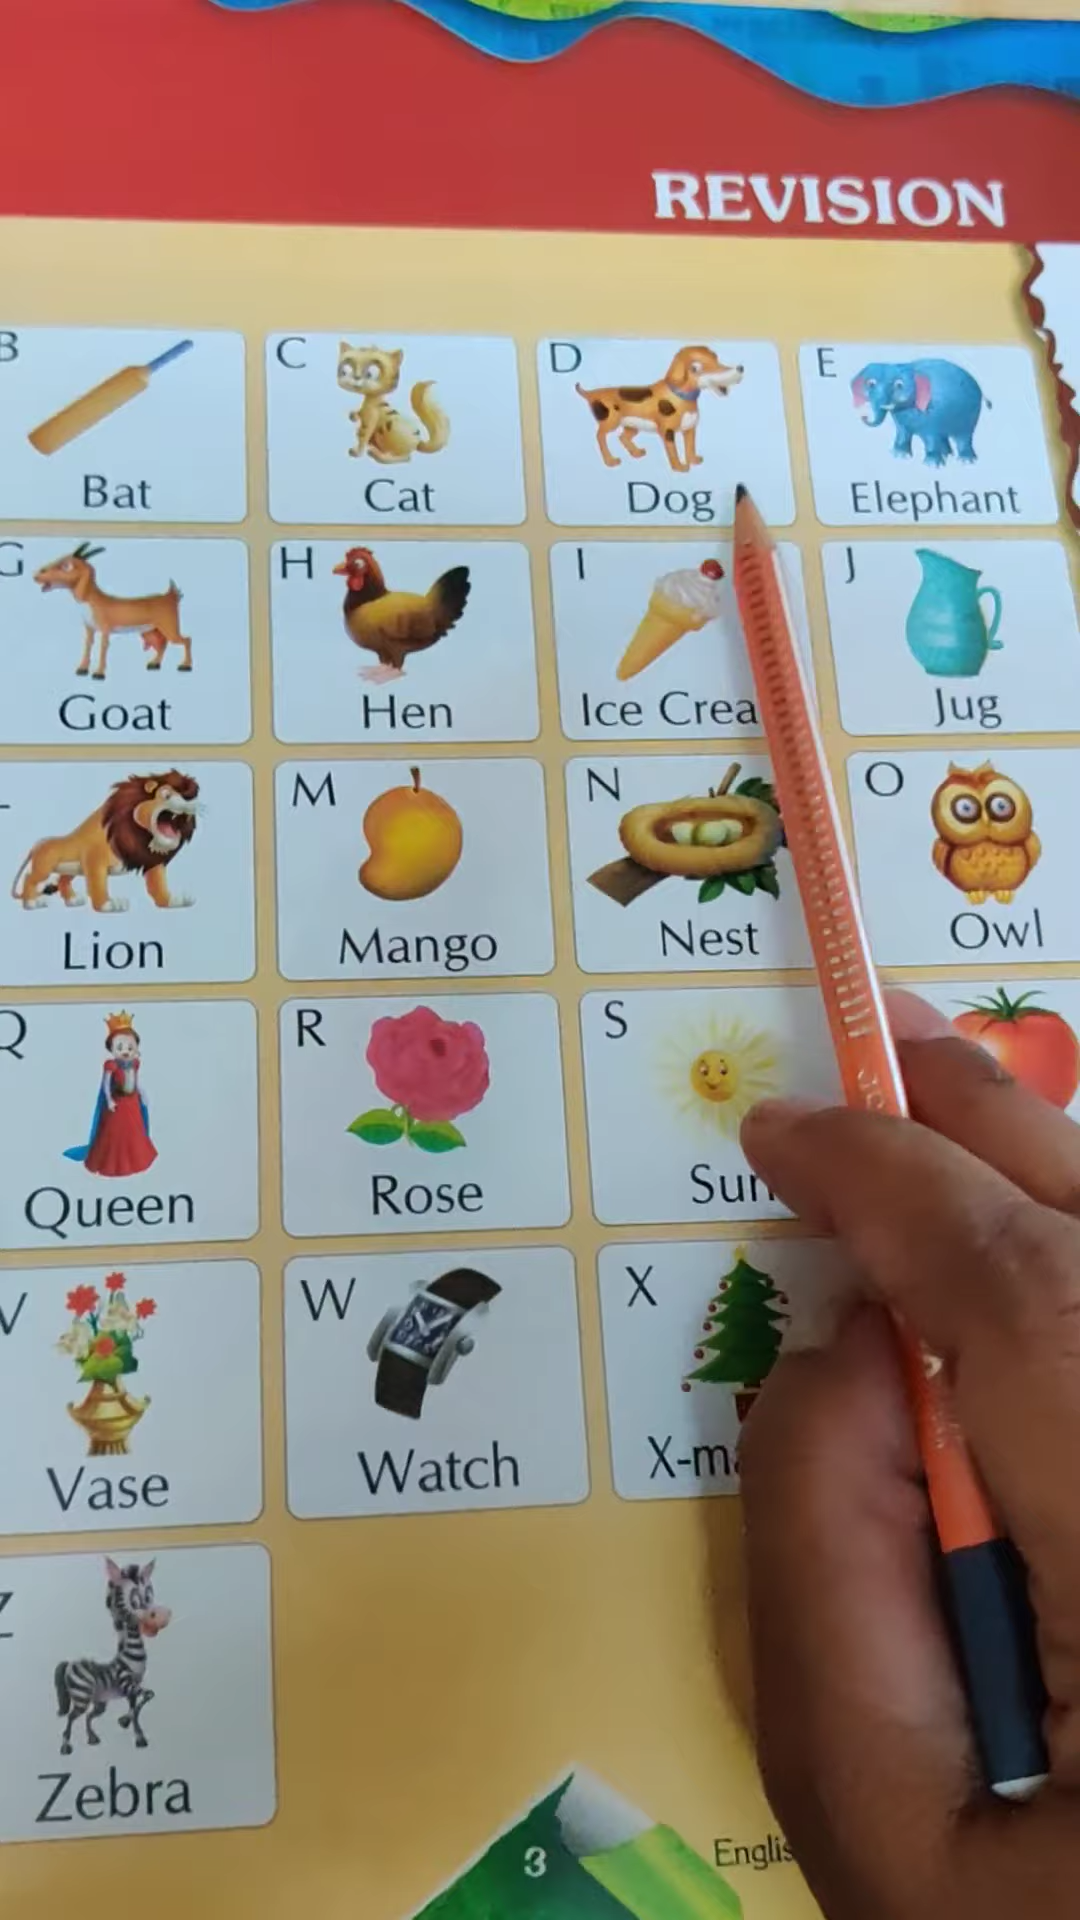 REVISION
B
Bat
C
Cat
D
Dog
E
Elephant
G
Goat
H
Hen
I
Ice Crea
J
Jug
Lion
M
Mango
N
Nest
O
Owl
Q
Queen
R
Rose
S
Sun
V
Vase
W
Watch
X
X-m
Z
Zebra
3
Englis